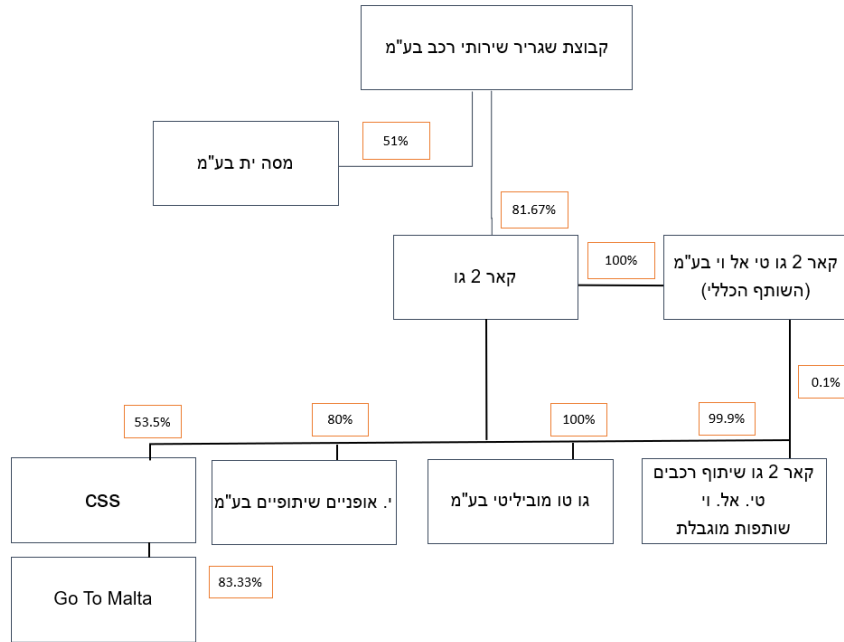 קבוצת שגריר שירותי רכב בע"מ
51%
מסה ית בע"מ
81.67%
קאר 2 גו טי אל וי בע"מ
(השותף הכללי)
100%
קאר 2 גו
0.1%
99.9%
100%
80%
53.5%
קאר 2 גו שיתוף רכבים
טי. אל. וי
שותפות מוגבלת
גו טו מוביליטי בע"מ
י. אופניים שיתופיים בע"מ
CSS
83.33%
Go To Malta